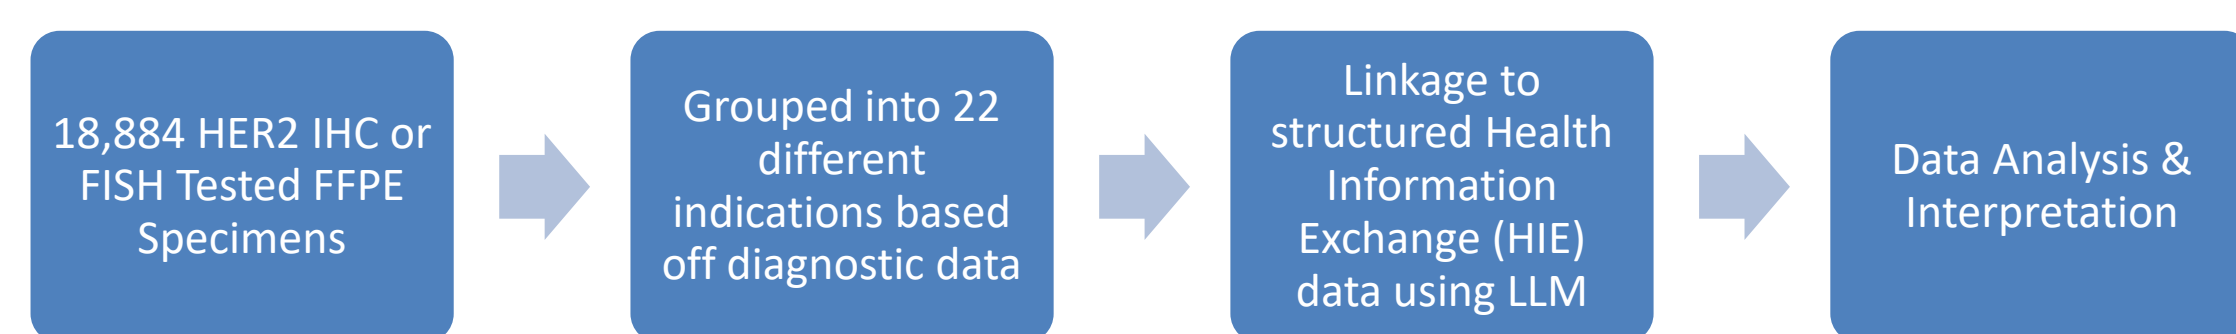 18,884 HER2 IHC or
FISH Tested FFPE
Specimens
Grouped into 22
different
indications based
off diagnostic data
Linkage to
structured Health
Information
Exchange (HIE)
data using LLM
Data Analysis &
Interpretation